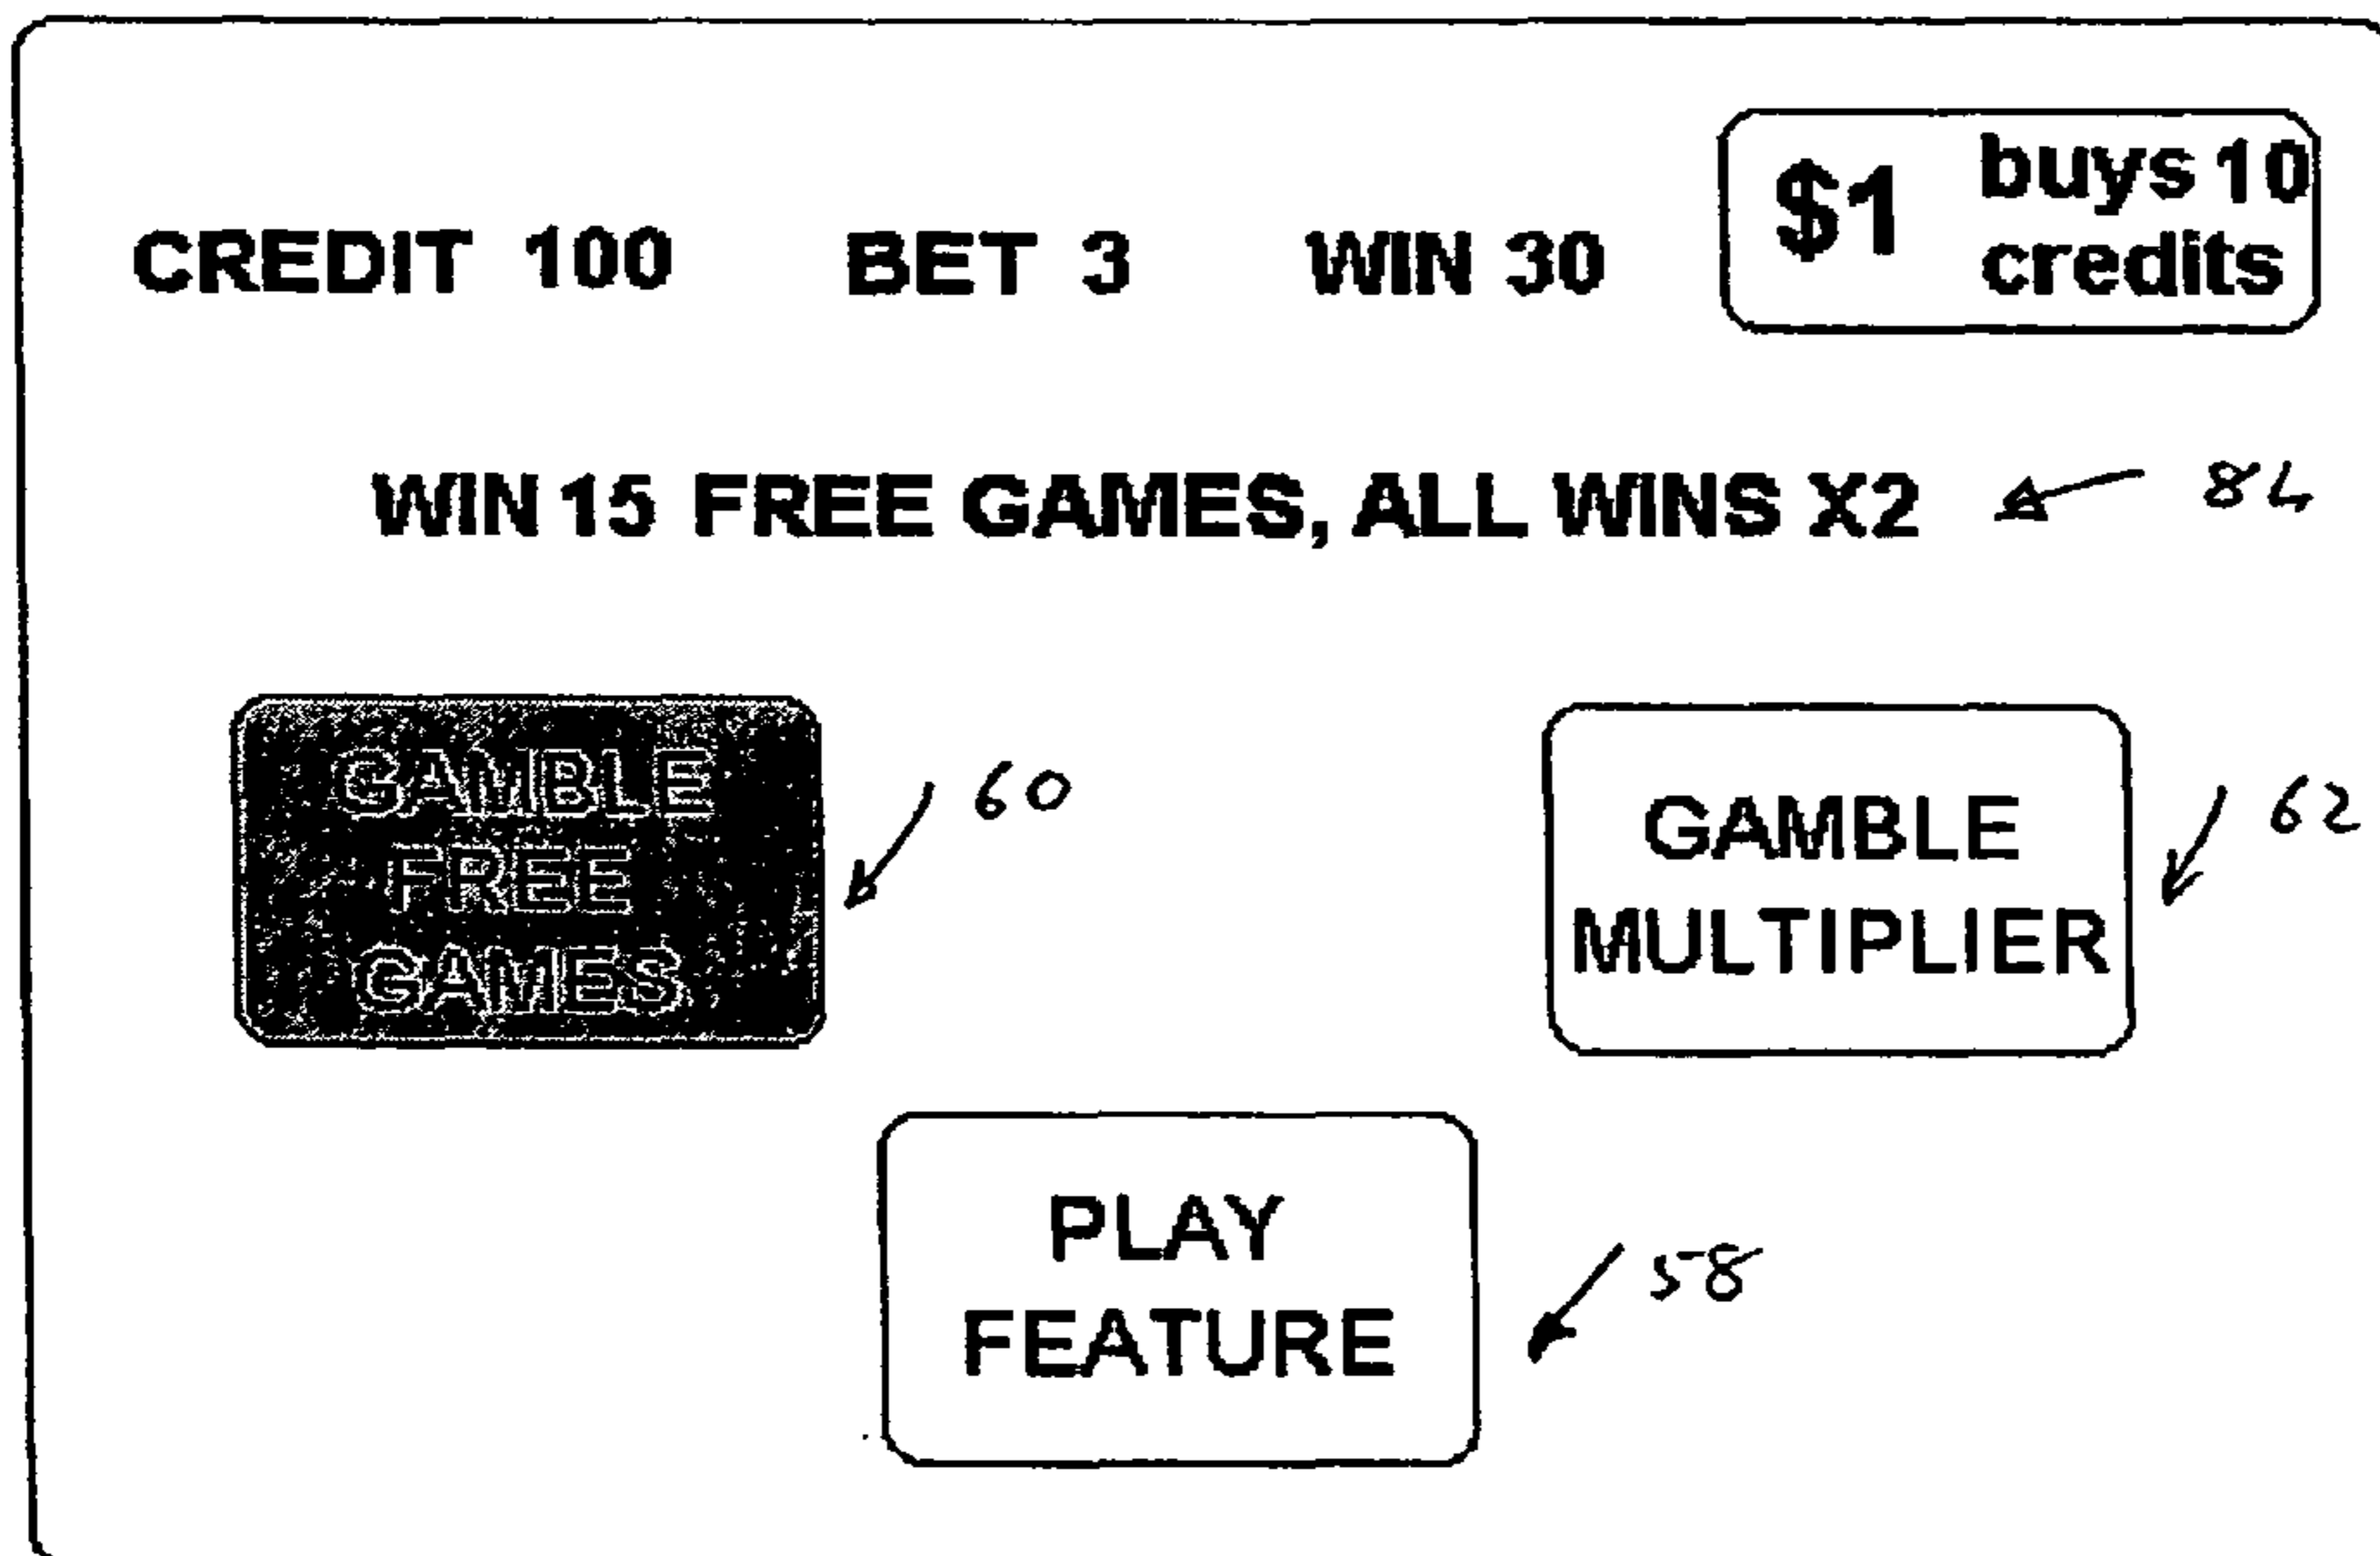 $1 buys 10
credits
CREDIT 100 BET 3 WIN 30
WIN 15 FREE GAMES, ALL WINS X2 84
GAMBLE
FREE
GAMES
60
GAMBLE
MULTIPLIER
62
PLAY
FEATURE
58